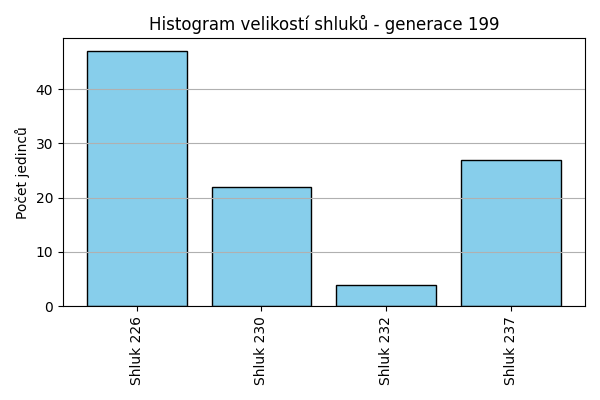 Histogram velikostí shluků - generace 199
Počet jedinců
40
30
20
10
0
Shluk 226
Shluk 230
Shluk 232
Shluk 237